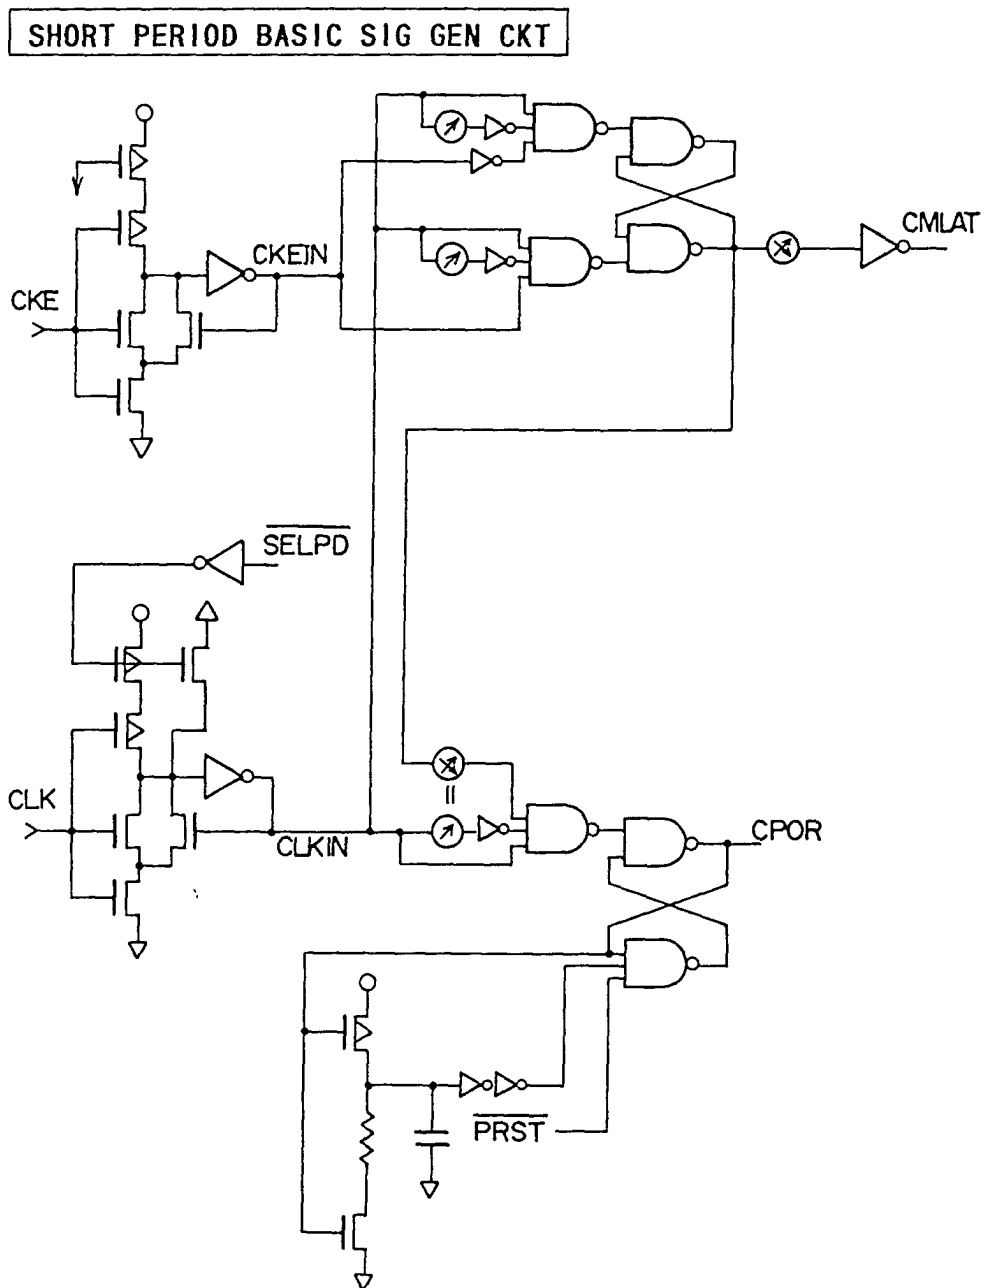 SHORT PERIOD BASIC SIG GEN CKT
CMLAT
CKEIN
CKE
SELPD
CLK
CLKIN
CPOR
PRST